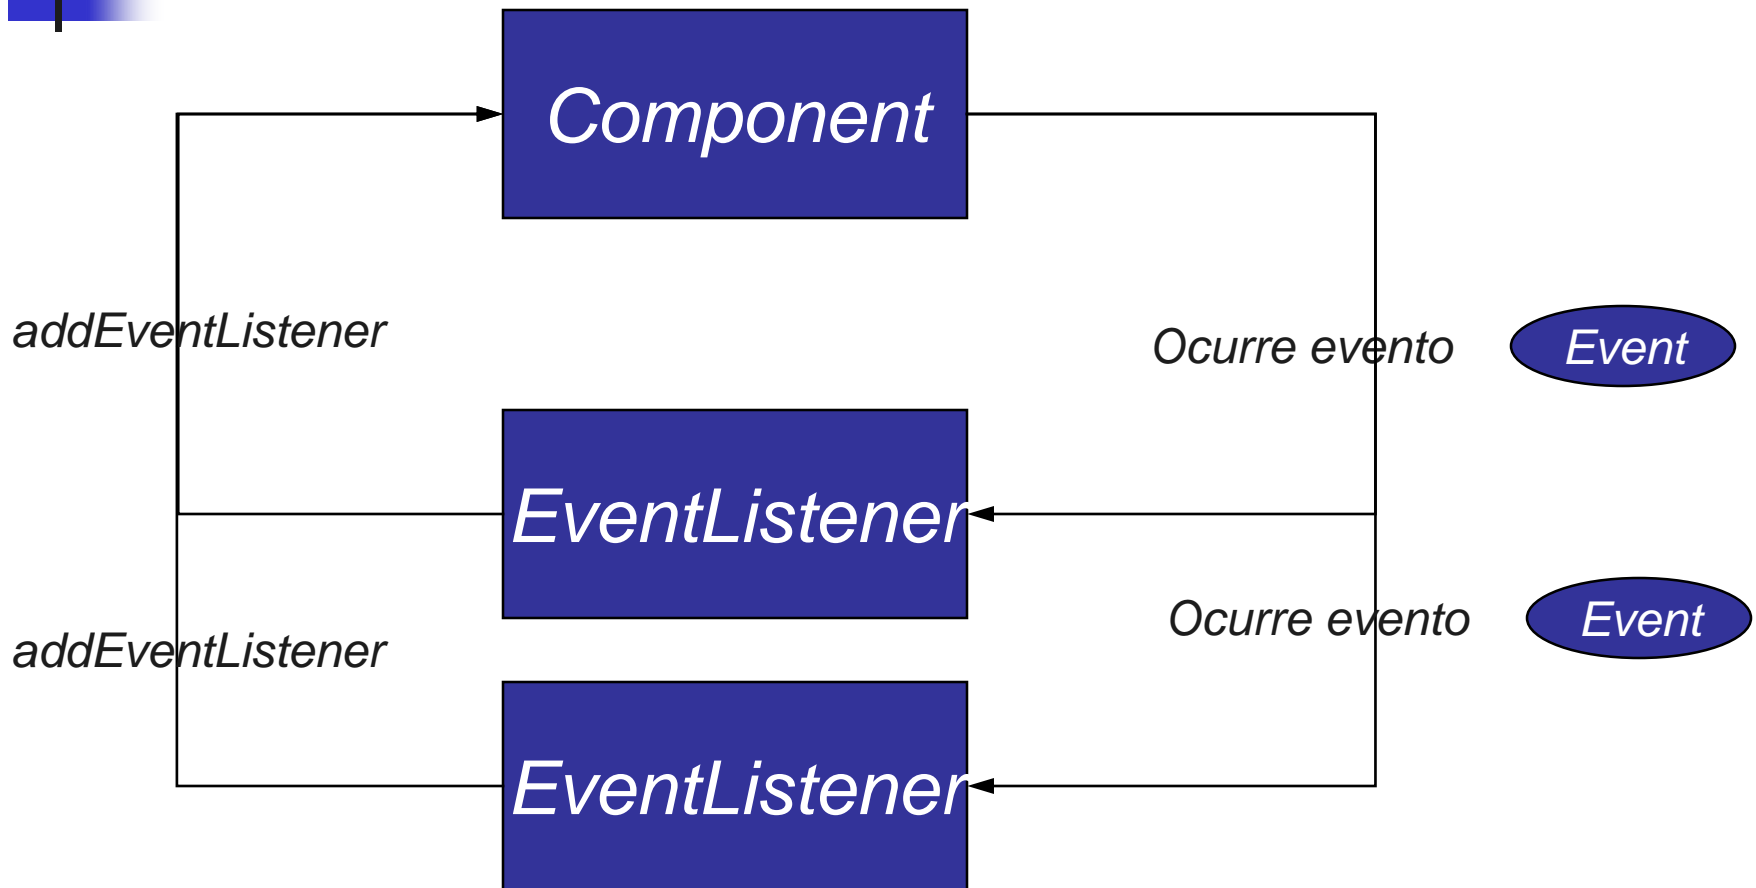 Component
addEventListener
Ocurre evento
Event
EventListener
Ocurre evento
Event
addEventListener
EventListener